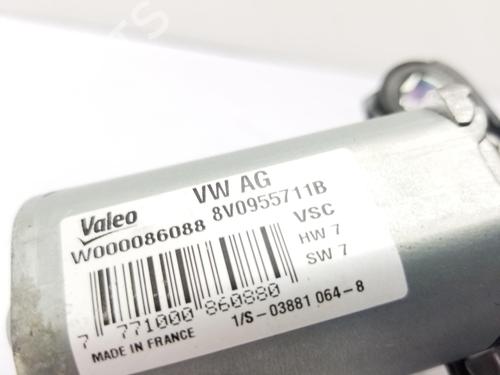 VW AG
Valeo
W000086088 8V0955711B
VSC
HW 7
SW 7
7 771000 860880
1/S - 03881 064 - 8
MADE IN FRANCE